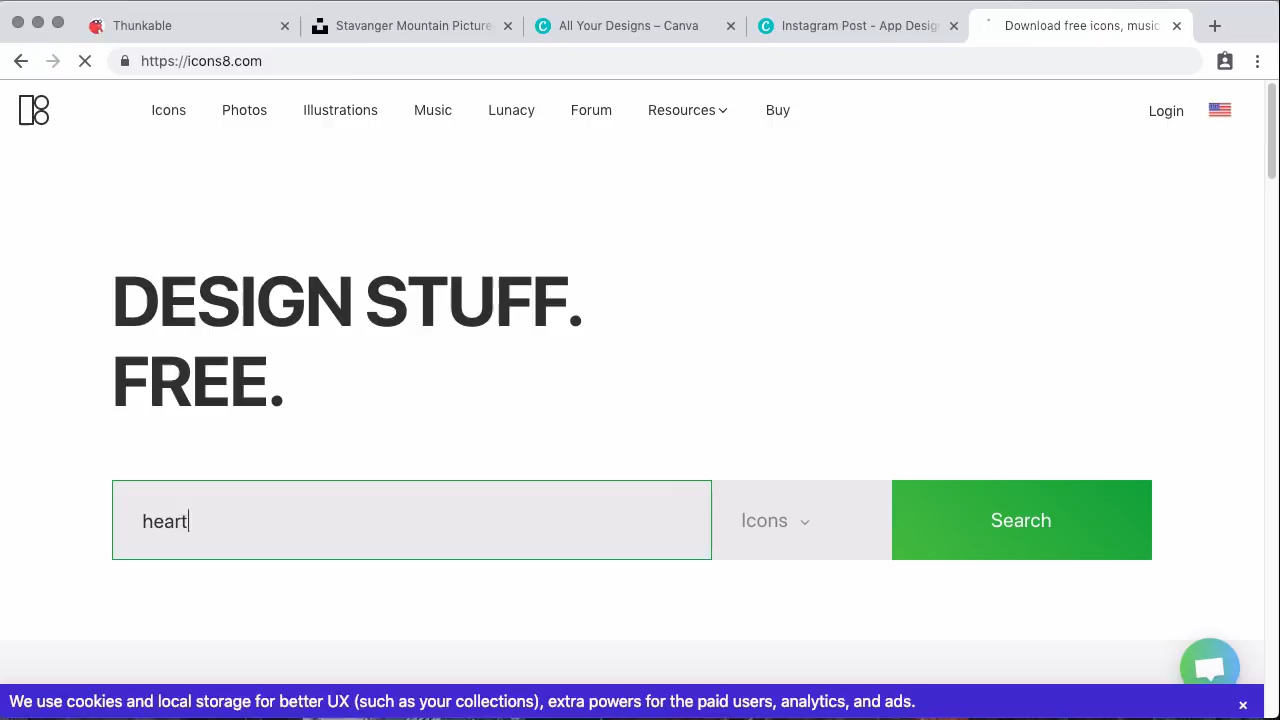 Thunkable
Stavanger Mountain Picture
All Your Designs – Canva
Instagram Post - App Desig
Download free icons, music
https://icons8.com
Icons
Photos
Illustrations
Music
Lunacy
Forum
Resources
Buy
Login
DESIGN STUFF.
FREE.
heart
Icons
Search
We use cookies and local storage for better UX (such as your collections), extra powers for the paid users, analytics, and ads.